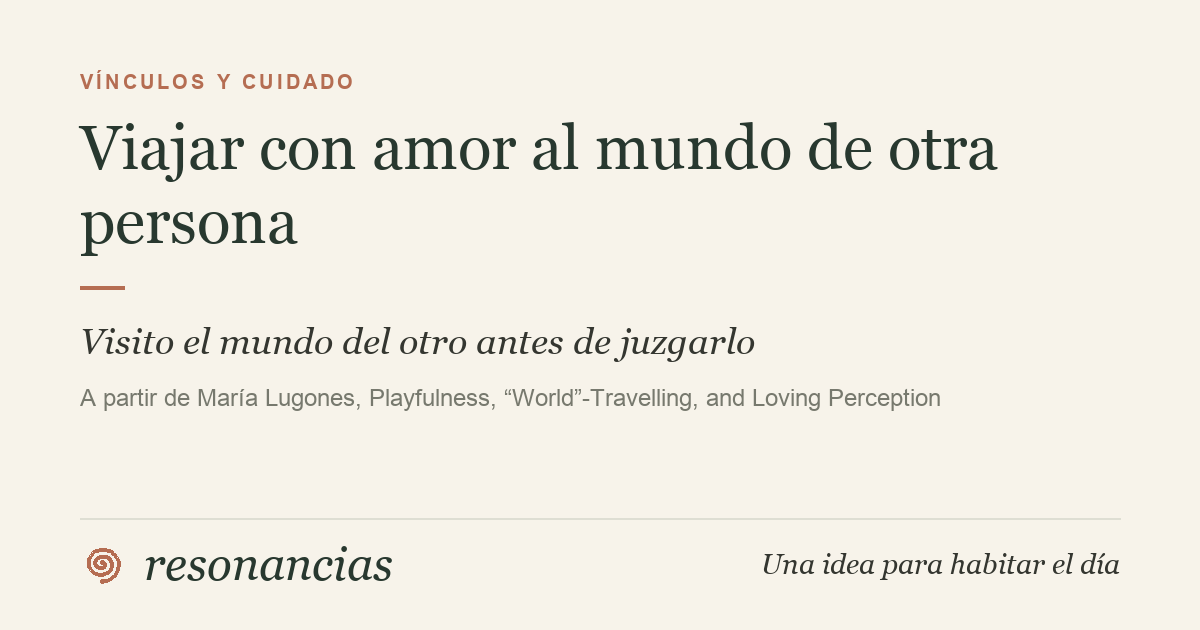 VÍNCULOS Y CUIDADO
Viajar con amor al mundo de otra
persona
Visito el mundo del otro antes de juzgarlo
A partir de María Lugones, Playfulness, “World”-Travelling, and Loving Perception
resonancias
Una idea para habitar el día